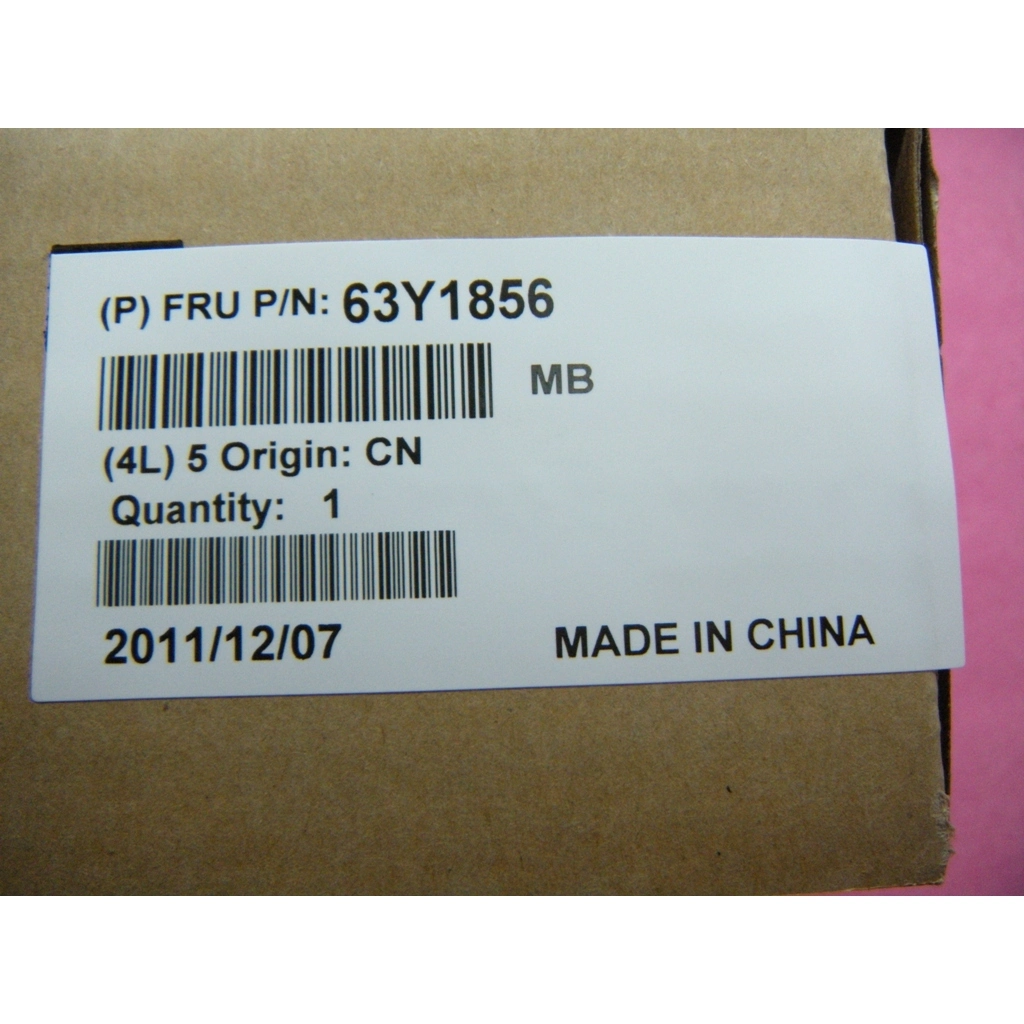 (P) FRU P/N: 63Y1856
MB
(4L) 5 Origin: CN
Quantity: 1
2011/12/07
MADE IN CHINA